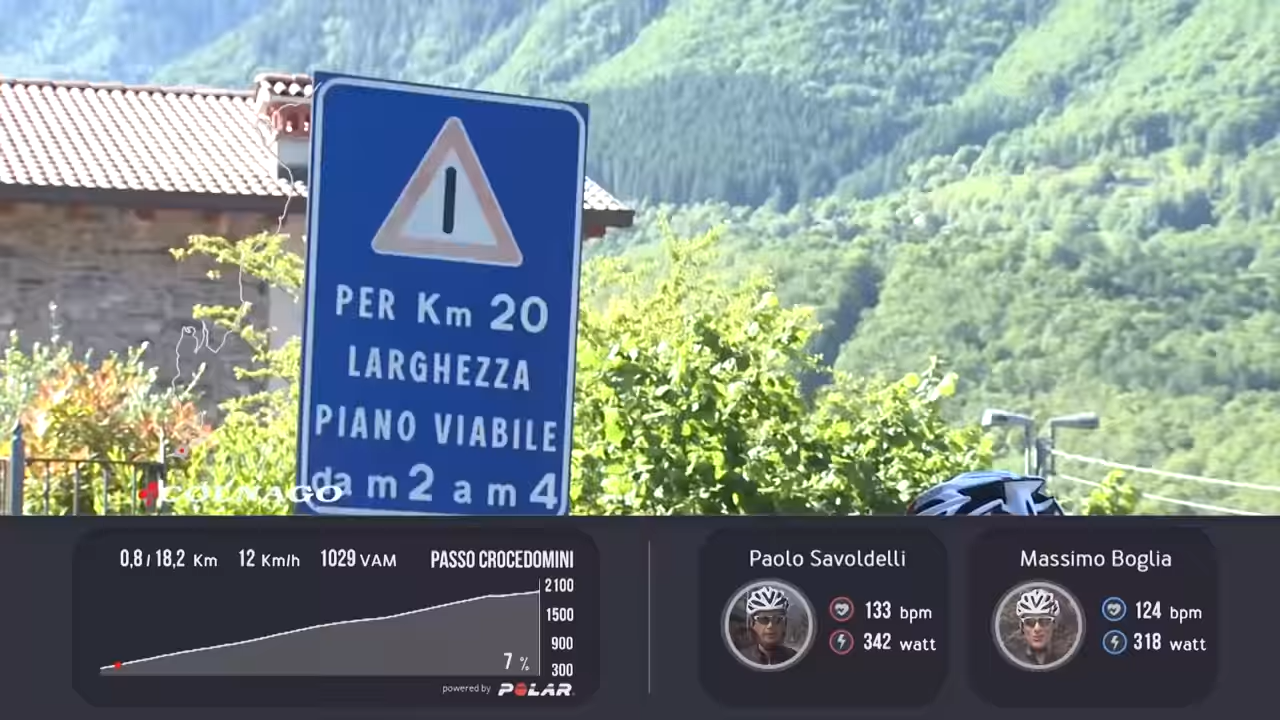 PER Km 20
LARGHEZZA
PIANO VIABILE
da m 2 a m 4
COLNAGO
0,8 / 18,2 Km 12 Km/h 1029 VAM PASSO CROCEDOMINI
2100
1500
900
300
7 %
powered by POLAR
Paolo Savoldelli
133 bpm
342 watt
Massimo Boglia
124 bpm
318 watt